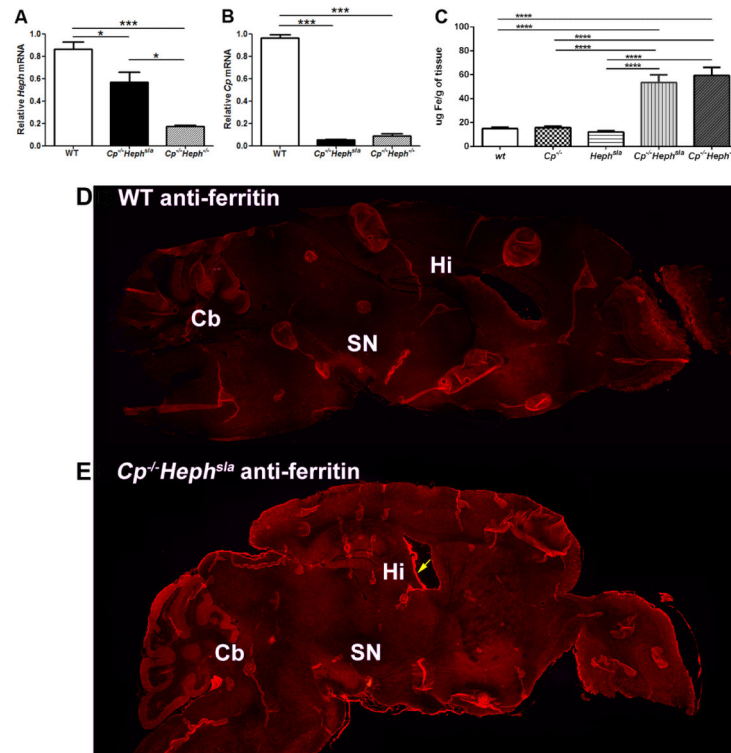 A
Relative Heph mRNA
1.0
0.8
0.6
0.4
0.2
0.0
***
*
*
WT
Cp-/-Hephsla
Cp-/-Heph-/-
B
Relative Cp mRNA
1.0
0.8
0.6
0.4
0.2
0.0
***
***
WT
Cp-/-Hephsla
Cp-/-Heph-/-
C
ug Fe/g of tissue
100
80
60
40
20
0
****
****
****
****
****
****
wt
Cp-/-
Hephsla
Cp-/-Hephsla
D WT anti-ferritin
Hi
Cb
SN
E Cp-/-Hephsla anti-ferritin
Hi
Cb
SN